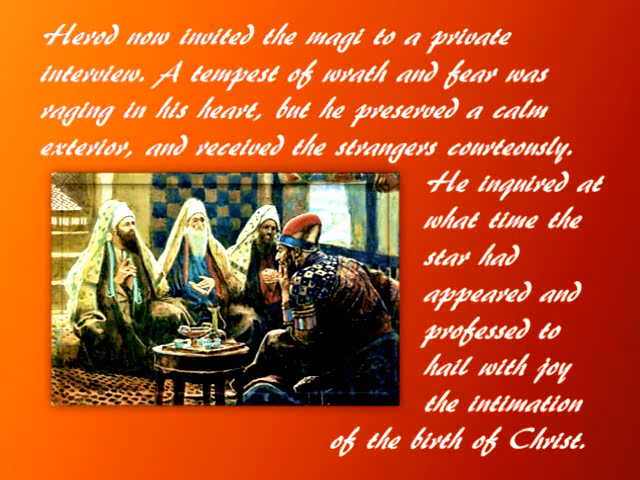 Herod now invited the magi to a private
interview. A tempest of wrath and fear was
raging in his heart, but he preserved a calm
exterior, and received the strangers courteously.
He inquired at
what time the
star had
appeared and
professed to
hail with joy
the intimation
of the birth of Christ.